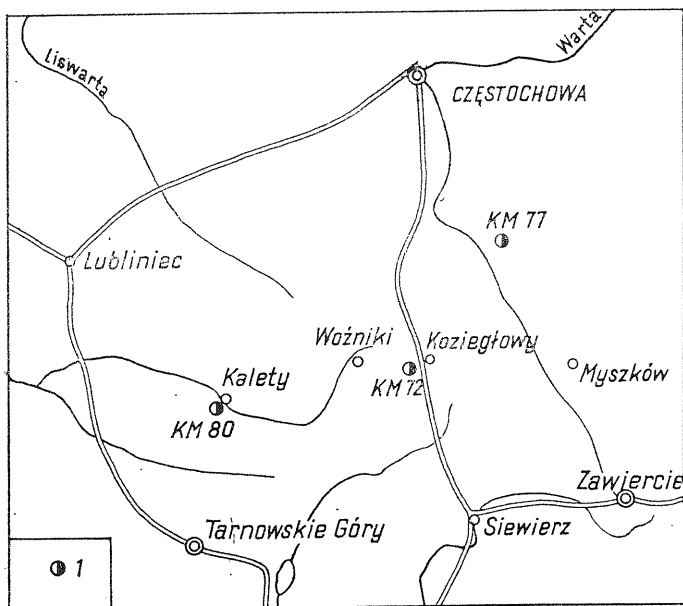 Liswarta
Warta
CZĘSTOCHOWA
KM 77
Lubliniec
Woźniki
Koziegłowy
KM 72
Myszków
Kalety
KM 80
Zawiercie
Siewierz
Tarnowskie Góry
1